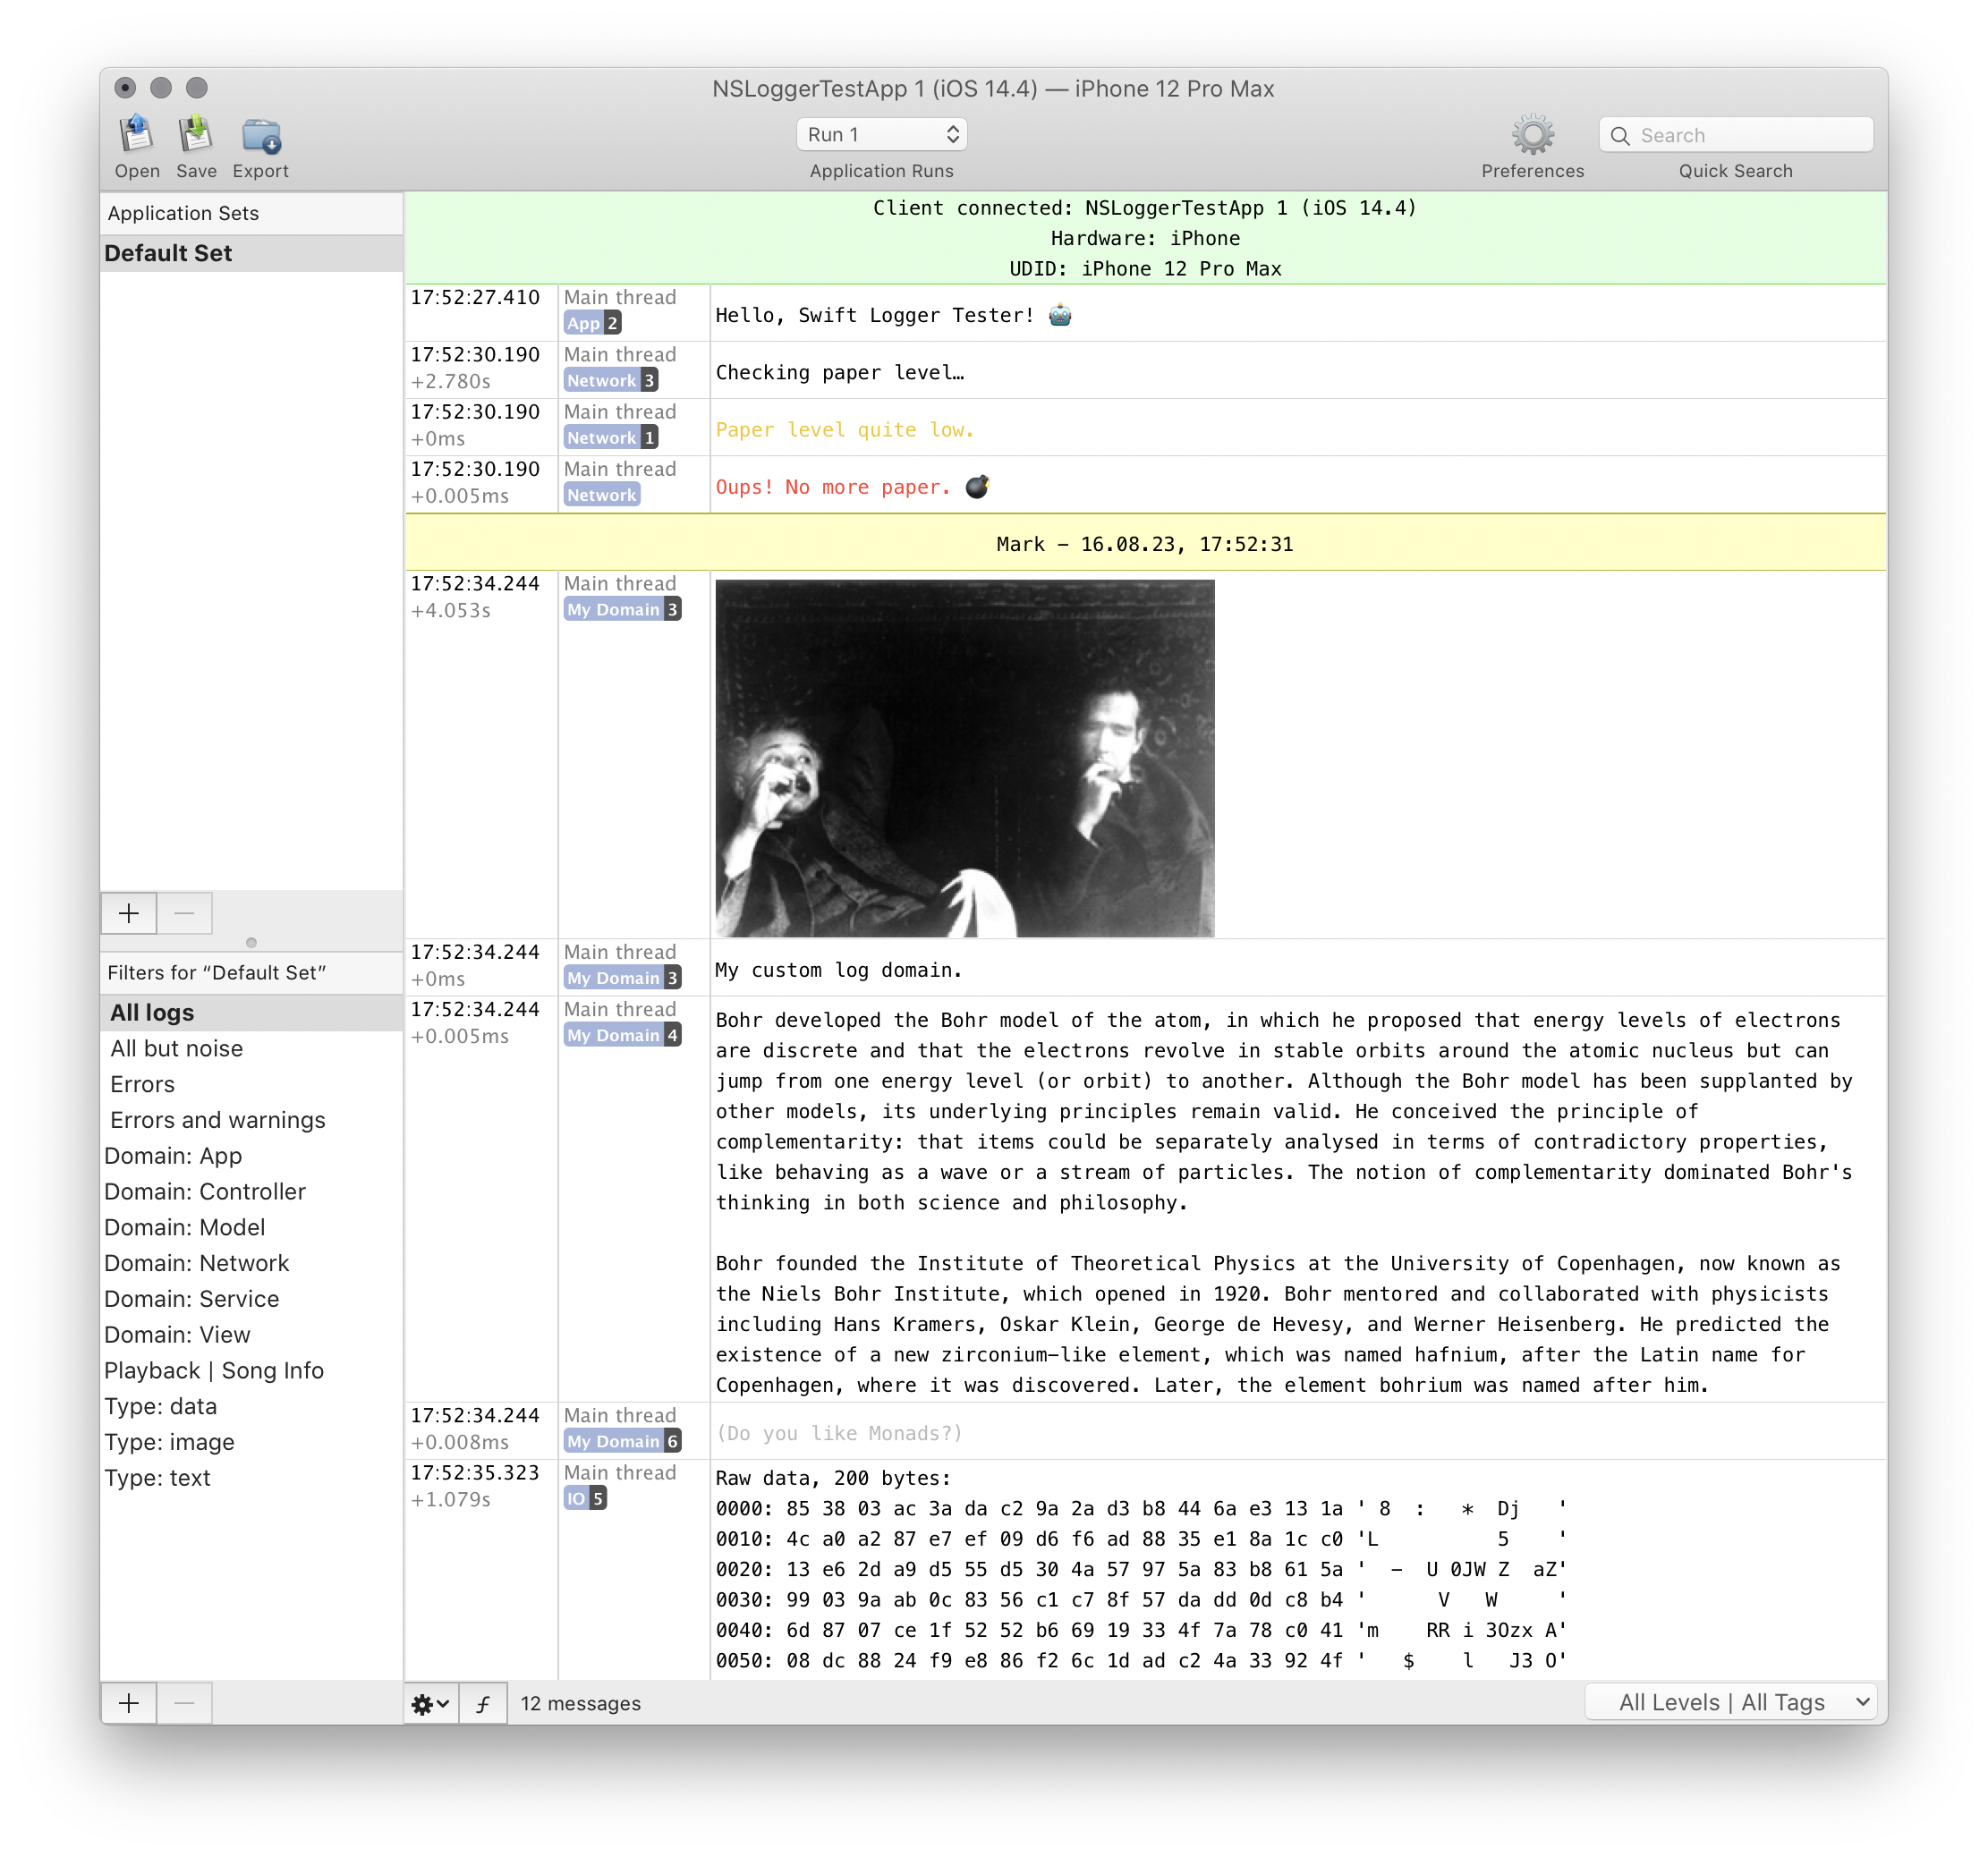 NSLoggerTestApp 1 (iOS 14.4) — iPhone 12 Pro Max
Open Save Export
Run 1
Application Runs
Preferences
Search
Quick Search
Application Sets
Default Set
Filters for “Default Set”
All logs
All but noise
Errors
Errors and warnings
Domain: App
Domain: Controller
Domain: Model
Domain: Network
Domain: Service
Domain: View
Playback | Song Info
Type: data
Type: image
Type: text
Client connected: NSLoggerTestApp 1 (iOS 14.4)
Hardware: iPhone
UDID: iPhone 12 Pro Max
17:52:27.410 Main thread
App 2
Hello, Swift Logger Tester! 🤖
17:52:30.190 Main thread
+2.780s Network 3
Checking paper level…
17:52:30.190 Main thread
+0ms Network 1
Paper level quite low.
17:52:30.190 Main thread
+0.005ms Network
Oups! No more paper. 💣
Mark - 16.08.23, 17:52:31
17:52:34.244 Main thread
+4.053s My Domain 3
17:52:34.244 Main thread
+0ms My Domain 3
My custom log domain.
17:52:34.244 Main thread
+0.005ms My Domain 4
Bohr developed the Bohr model of the atom, in which he proposed that energy levels of electrons
are discrete and that the electrons revolve in stable orbits around the atomic nucleus but can
jump from one energy level (or orbit) to another. Although the Bohr model has been supplanted by
other models, its underlying principles remain valid. He conceived the principle of
complementarity: that items could be separately analysed in terms of contradictory properties,
like behaving as a wave or a stream of particles. The notion of complementarity dominated Bohr's
thinking in both science and philosophy.
Bohr founded the Institute of Theoretical Physics at the University of Copenhagen, now known as
the Niels Bohr Institute, which opened in 1920. Bohr mentored and collaborated with physicists
including Hans Kramers, Oskar Klein, George de Hevesy, and Werner Heisenberg. He predicted the
existence of a new zirconium-like element, which was named hafnium, after the Latin name for
Copenhagen, where it was discovered. Later, the element bohrium was named after him.
17:52:34.244 Main thread
+0.008ms My Domain 6
(Do you like Monads?)
17:52:35.323 Main thread
+1.079s IO 5
Raw data, 200 bytes:
0000: 85 38 03 ac 3a da c2 9a 2a d3 b8 44 6a e3 13 1a ' 8  :   *  Dj   '
0010: 4c a0 a2 87 e7 ef 09 d6 f6 ad 88 35 e1 8a 1c c0 'L          5    '
0020: 13 e6 2d a9 d5 55 d5 30 4a 57 97 5a 83 b8 61 5a '  -  U 0JW Z  aZ'
0030: 99 03 9a ab 0c 83 56 c1 c7 8f 57 da dd 0d c8 b4 '      V   W     '
0040: 6d 87 07 ce 1f 52 52 b6 69 19 33 4f 7a 78 c0 41 'm    RR i 3Ozx A'
0050: 08 dc 88 24 f9 e8 86 f2 6c 1d ad c2 4a 33 92 4f '   $    l   J3 O'
12 messages
All Levels | All Tags